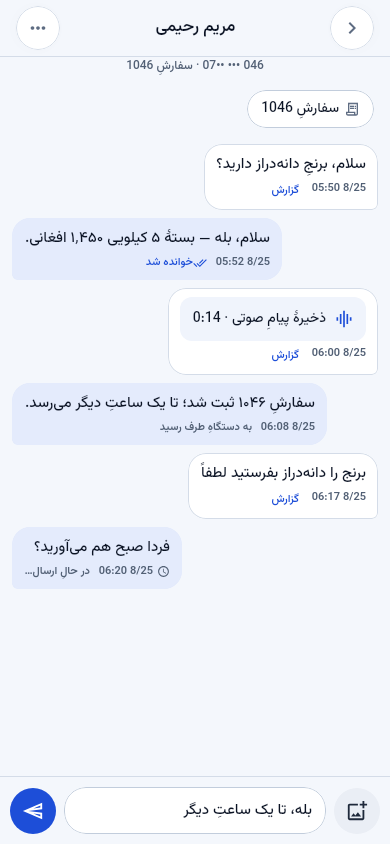 مریم رحیمی
046 ••• ••07 · سفارشِ 1046
سفارشِ 1046
سلام، برنجِ دانه‌دراز دارید؟
05:50 8/25 گزارش
سلام، بله — بستهٔ ۵ کیلویی ۱٬۴۵۰ افغانی.
05:52 8/25 خوانده شد
ذخیرهٔ پیامِ صوتی · 0:14
06:00 8/25 گزارش
سفارشِ ۱۰۴۶ ثبت شد؛ تا یک ساعتِ دیگر می‌رسد.
06:08 8/25 به دستگاهِ طرف رسید
برنج را دانه‌دراز بفرستید لطفاً
06:17 8/25 گزارش
فردا صبح هم می‌آورید؟
06:20 8/25 در حالِ ارسال…
بله، تا یک ساعتِ دیگر